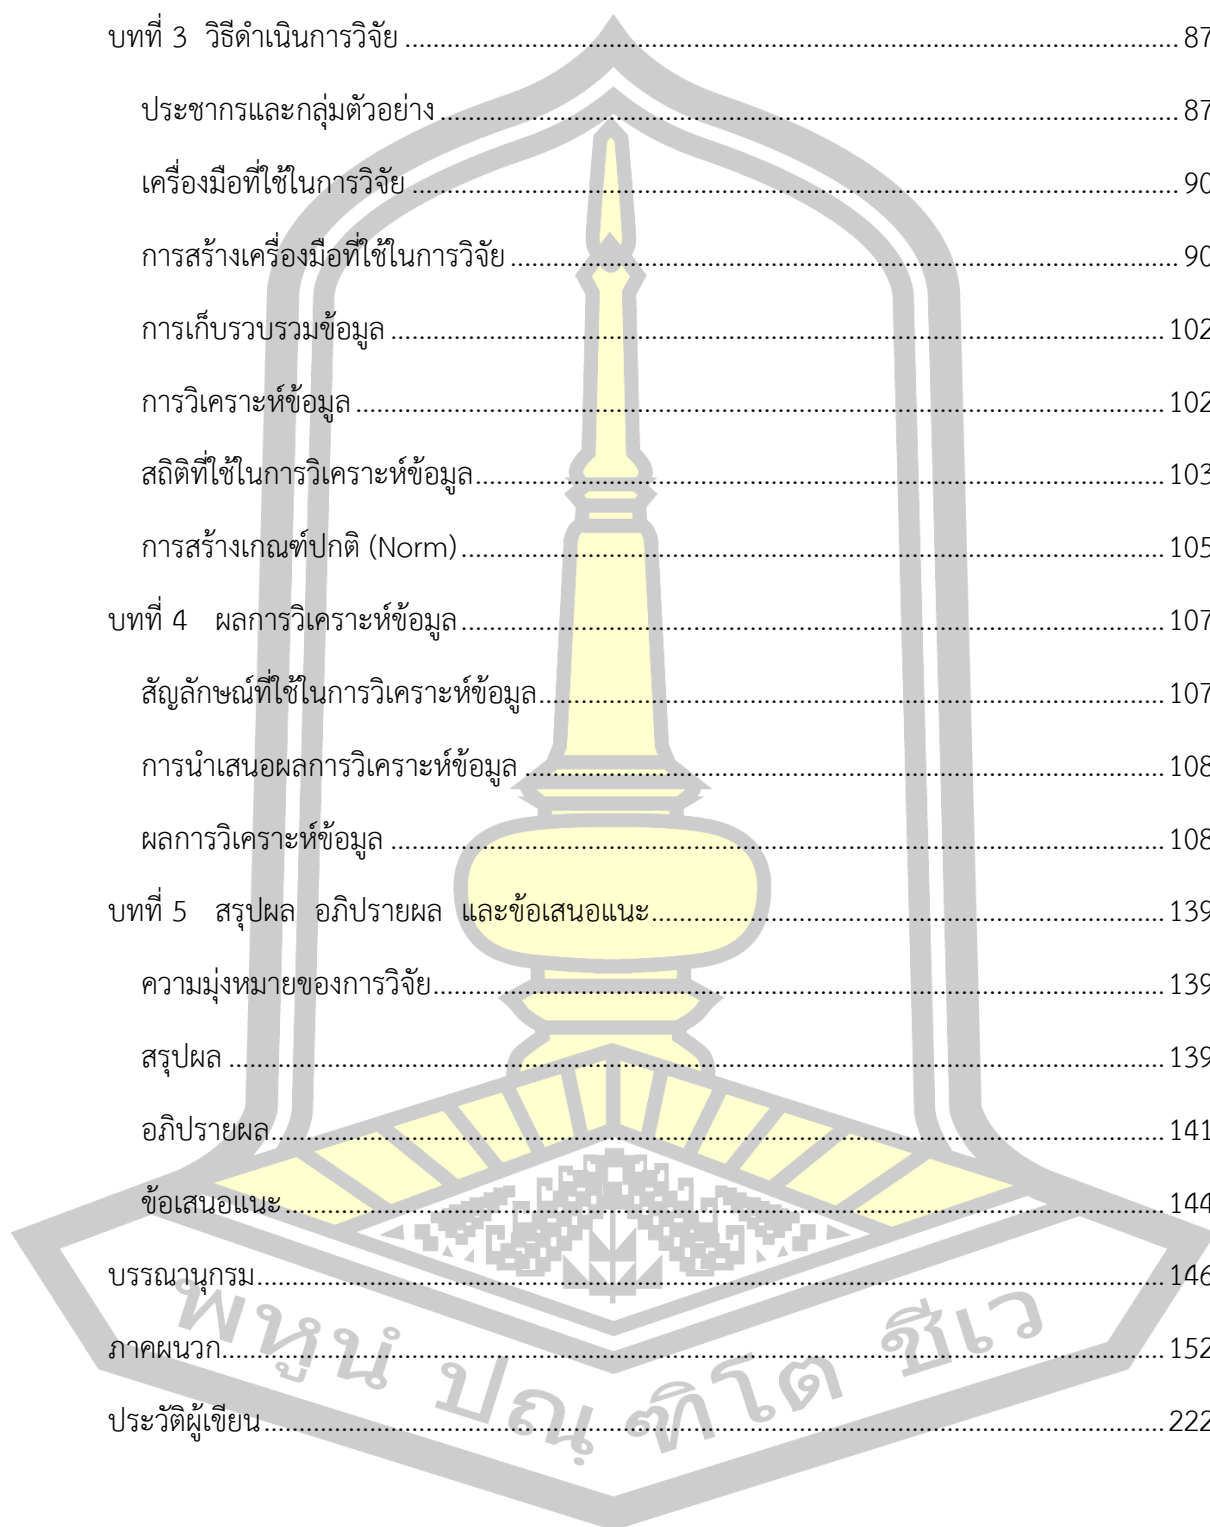 บทที่ 3 วิธีดำเนินการวิจัย ........ 87
ประชากรและกลุ่มตัวอย่าง ........ 87
เครื่องมือที่ใช้ในการวิจัย ........ 90
การสร้างเครื่องมือที่ใช้ในการวิจัย ........ 90
การเก็บรวบรวมข้อมูล ........ 102
การวิเคราะห์ข้อมูล ........ 102
สถิติที่ใช้ในการวิเคราะห์ข้อมูล ........ 103
การสร้างเกณฑ์ปกติ (Norm) ........ 105
บทที่ 4 ผลการวิเคราะห์ข้อมูล ........ 107
สัญลักษณ์ที่ใช้ในการวิเคราะห์ข้อมูล ........ 107
การนำเสนอผลการวิเคราะห์ข้อมูล ........ 108
ผลการวิเคราะห์ข้อมูล ........ 108
บทที่ 5 สรุปผล อภิปรายผล และข้อเสนอแนะ ........ 139
ความมุ่งหมายของการวิจัย ........ 139
สรุปผล ........ 139
อภิปรายผล ........ 141
ข้อเสนอแนะ ........ 144
บรรณานุกรม ........ 146
ภาคผนวก ........ 152
ประวัติผู้เขียน ........ 222
พหูนํ ปณฺฑิโต ชีเว